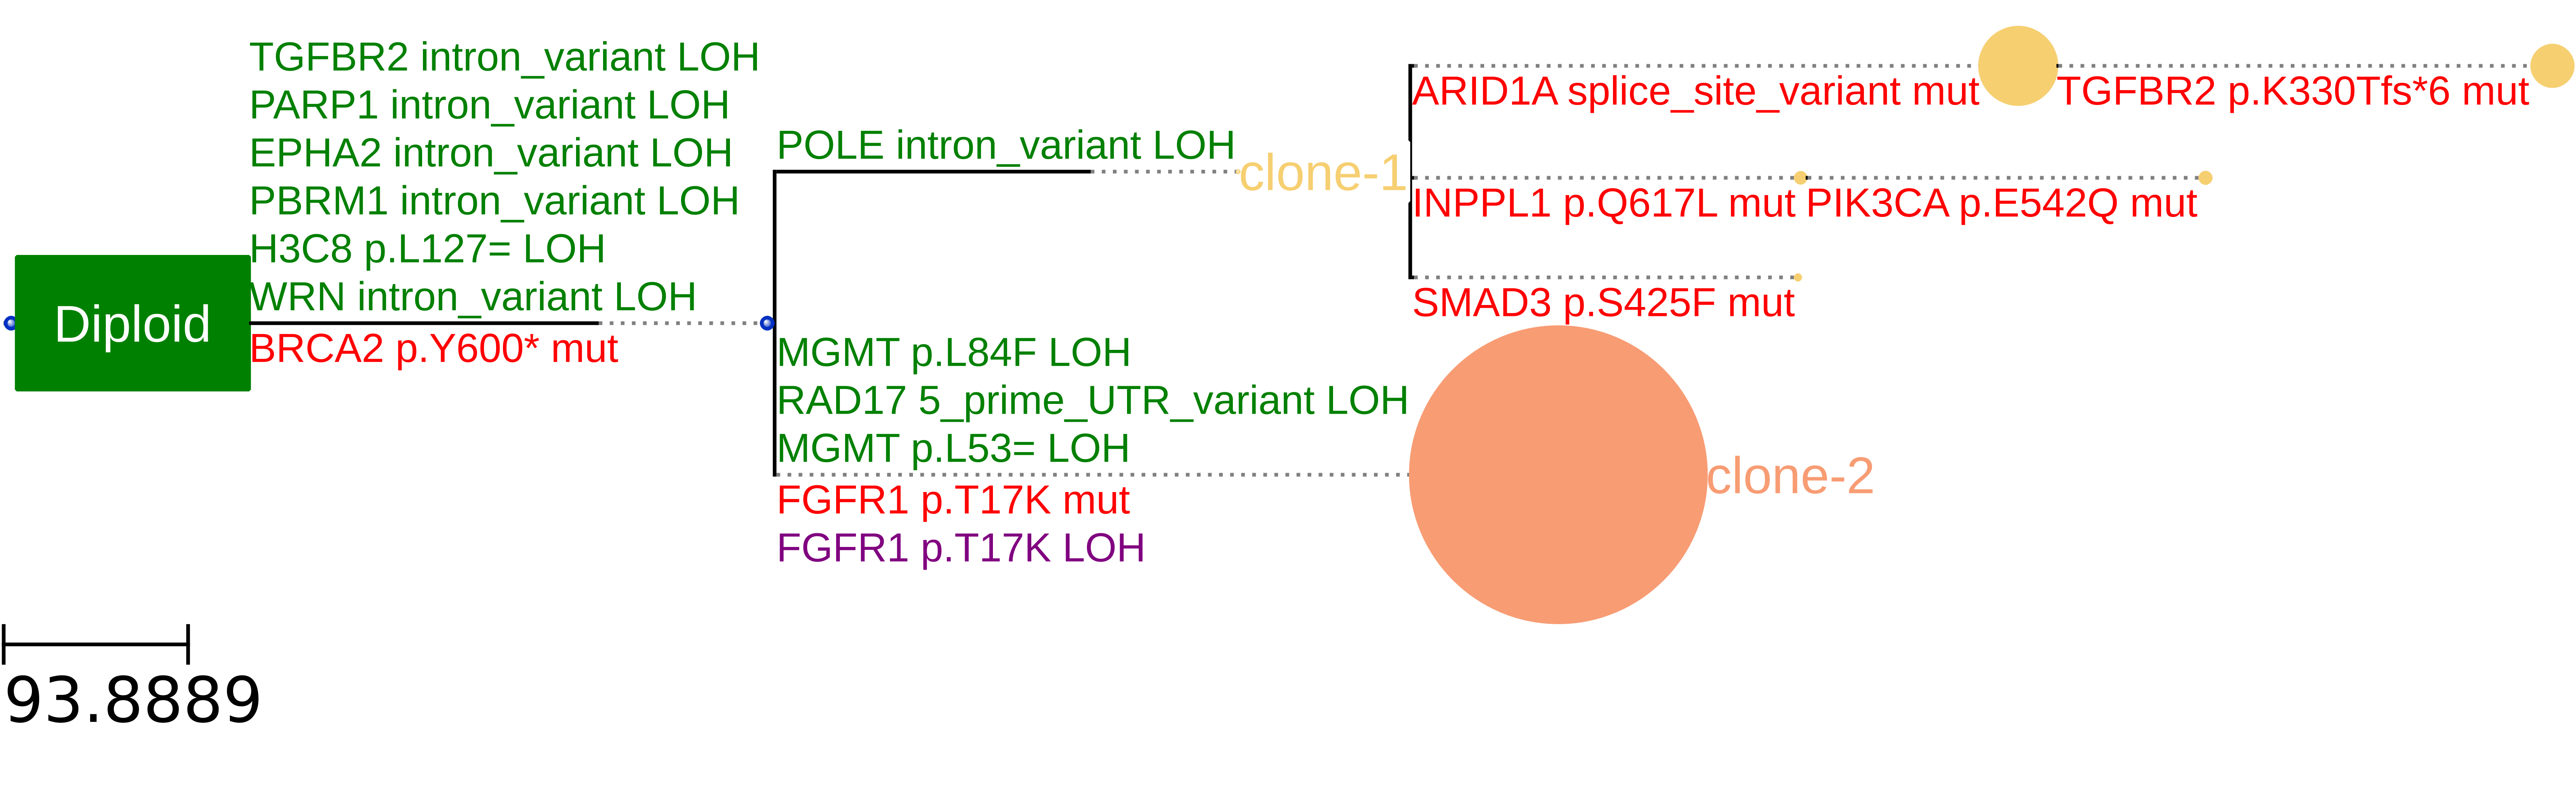 TGFBR2 intron_variant LOH
PARP1 intron_variant LOH
EPHA2 intron_variant LOH
PBRM1 intron_variant LOH
H3C8 p.L127= LOH
WRN intron_variant LOH
Diploid
BRCA2 p.Y600* mut
POLE intron_variant LOH
clone-1
ARID1A splice_site_variant mut
TGFBR2 p.K330Tfs*6 mut
INPPL1 p.Q617L mut
PIK3CA p.E542Q mut
SMAD3 p.S425F mut
MGMT p.L84F LOH
RAD17 5_prime_UTR_variant LOH
MGMT p.L53= LOH
FGFR1 p.T17K mut
FGFR1 p.T17K LOH
clone-2
93.8889